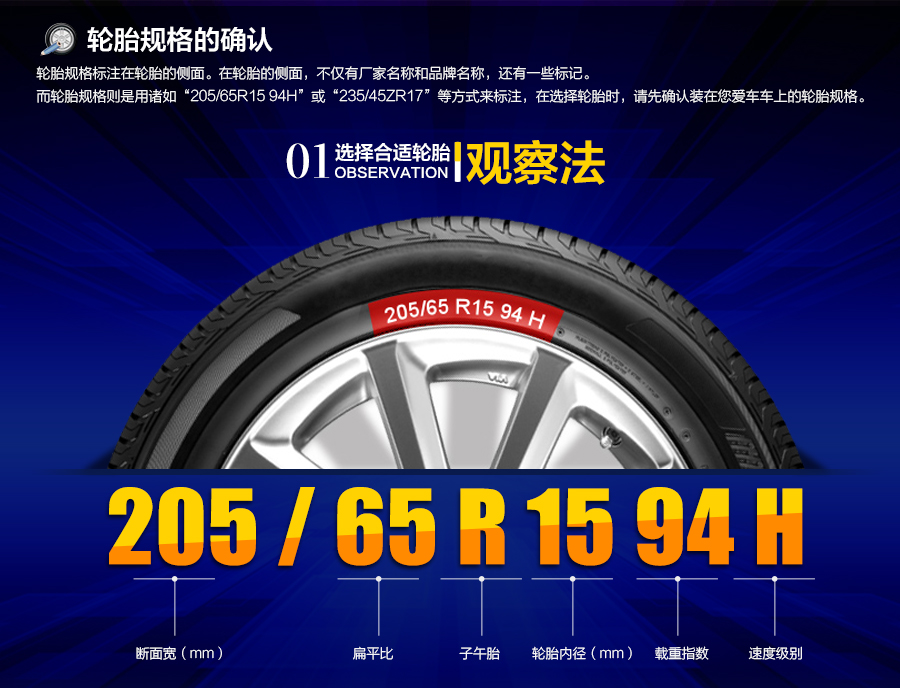 轮胎规格的确认
轮胎规格标注在轮胎的侧面。在轮胎的侧面，不仅有厂家名称和品牌名称，还有一些标记。
而轮胎规格则是用诸如“205/65R15 94H”或“235/45ZR17”等方式来标注，在选择轮胎时，请先确认装在您爱车车上的轮胎规格。
01 选择合适轮胎
OBSERVATION
观察法
205/65 R15 94 H
VIA
205 / 65 R 15 94 H
断面宽（mm） 扁平比 子午胎 轮胎内径（mm） 载重指数 速度级别